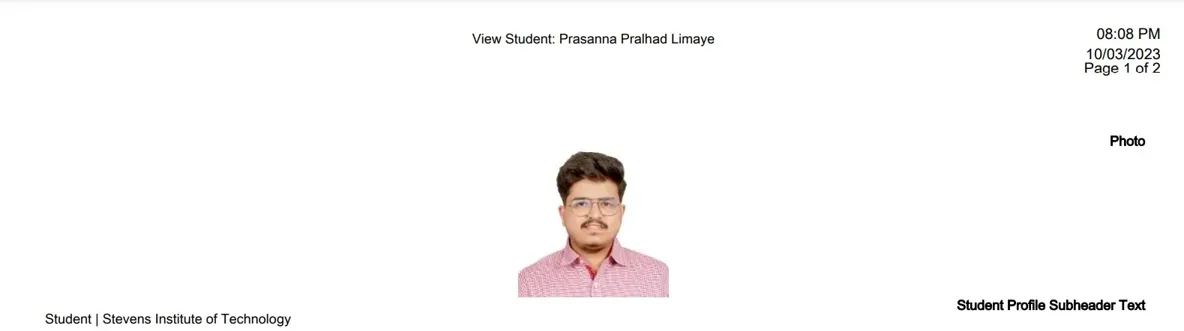 View Student: Prasanna Pralhad Limaye
08:08 PM
10/03/2023
Page 1 of 2
Photo
Student Profile Subheader Text
Student | Stevens Institute of Technology